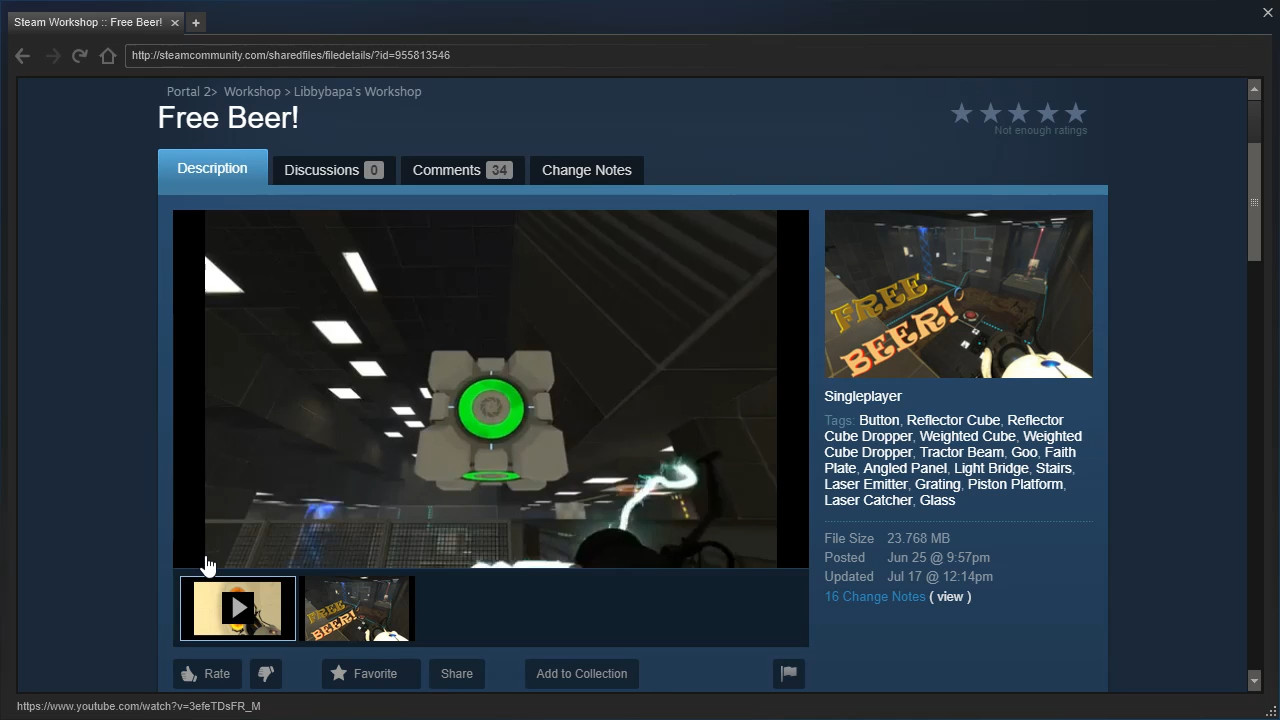 Steam Workshop :: Free Beer!
http://steamcommunity.com/sharedfiles/filedetails/?id=955813546
Portal 2> Workshop > Libbybapa's Workshop
Free Beer!
Not enough ratings
Description
Discussions 0
Comments 34
Change Notes
FREE
BEER!
Singleplayer
Tags: Button, Reflector Cube, Reflector
Cube Dropper, Weighted Cube, Weighted
Cube Dropper, Tractor Beam, Goo, Faith
Plate, Angled Panel, Light Bridge, Stairs,
Laser Emitter, Grating, Piston Platform,
Laser Catcher, Glass
File Size 23.768 MB
Posted Jun 25 @ 9:57pm
Updated Jul 17 @ 12:14pm
16 Change Notes ( view )
FREE
BEER!
Rate
Favorite
Share
Add to Collection
https://www.youtube.com/watch?v=3efeTDsFR_M